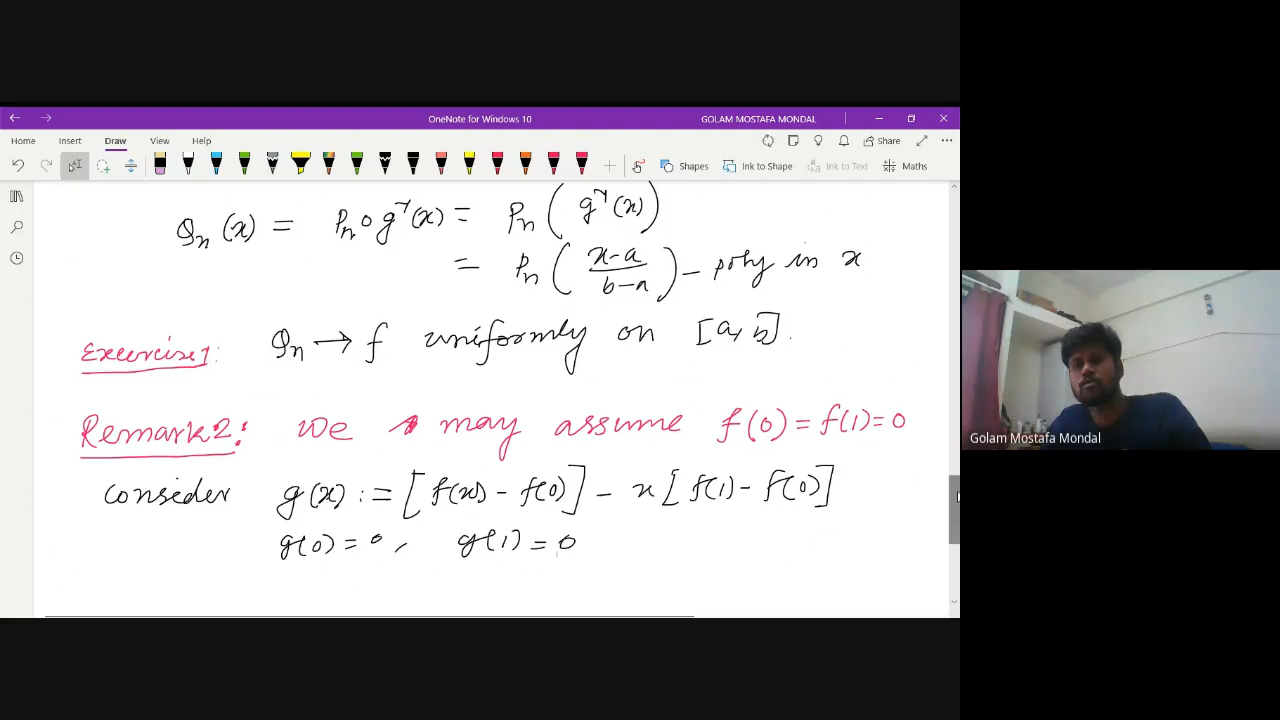 OneNote for Windows 10
GOLAM MOSTAFA MONDAL
Home Insert Draw View Help
Share
Shapes Ink to Shape Ink to Text Maths
Qn (x) = Pn o g⁻¹(x) = Pn ( g⁻¹(x) )
= Pn ( (x-a)/(b-a) ) - poly in x
Excercise1: Qn → f uniformly on [a, b].
Remark2: We may assume f(0) = f(1) = 0
consider g(x) := [f(x) - f(0)] - x [f(1) - f(0)]
g(0) = 0, g(1) = 0
Golam Mostafa Mondal